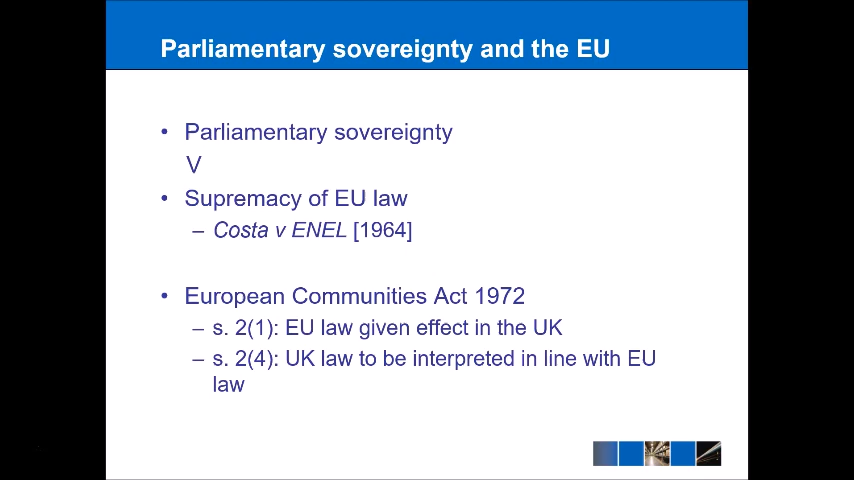 Parliamentary sovereignty and the EU
• Parliamentary sovereignty
V
• Supremacy of EU law
– Costa v ENEL [1964]
• European Communities Act 1972
– s. 2(1): EU law given effect in the UK
– s. 2(4): UK law to be interpreted in line with EU
law